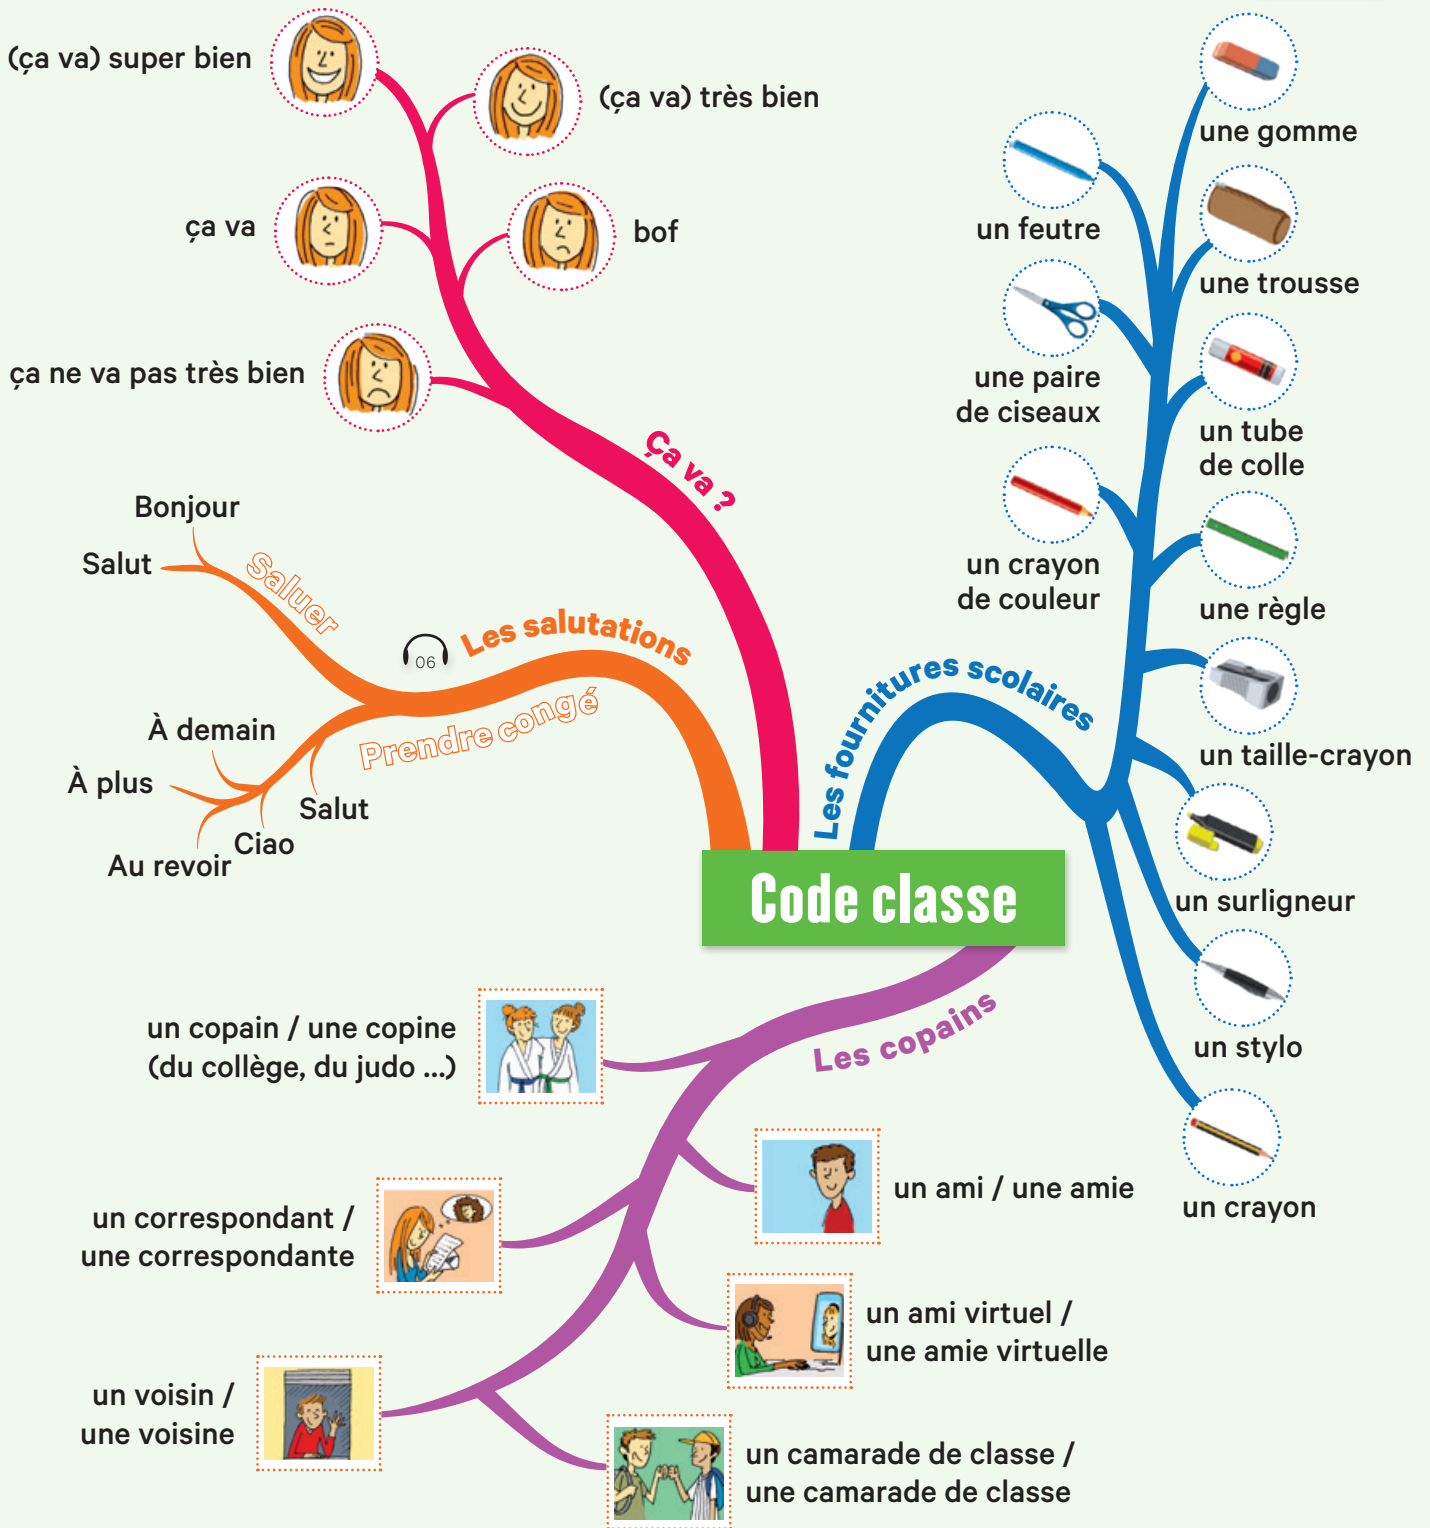 (ça va) super bien
(ça va) très bien
ça va
bof
ça ne va pas très bien
Ça va ?
Bonjour
Salut
Saluer
06
Les salutations
Prendre congé
À demain
À plus
Salut
Ciao
Au revoir
une gomme
un feutre
une trousse
une paire
de ciseaux
un tube
de colle
un crayon
de couleur
une règle
Les fournitures scolaires
un taille-crayon
un surligneur
un stylo
un crayon
Code classe
Les copains
un copain / une copine
(du collège, du judo ...)
un ami / une amie
un correspondant /
une correspondante
un ami virtuel /
une amie virtuelle
un voisin /
une voisine
un camarade de classe /
une camarade de classe